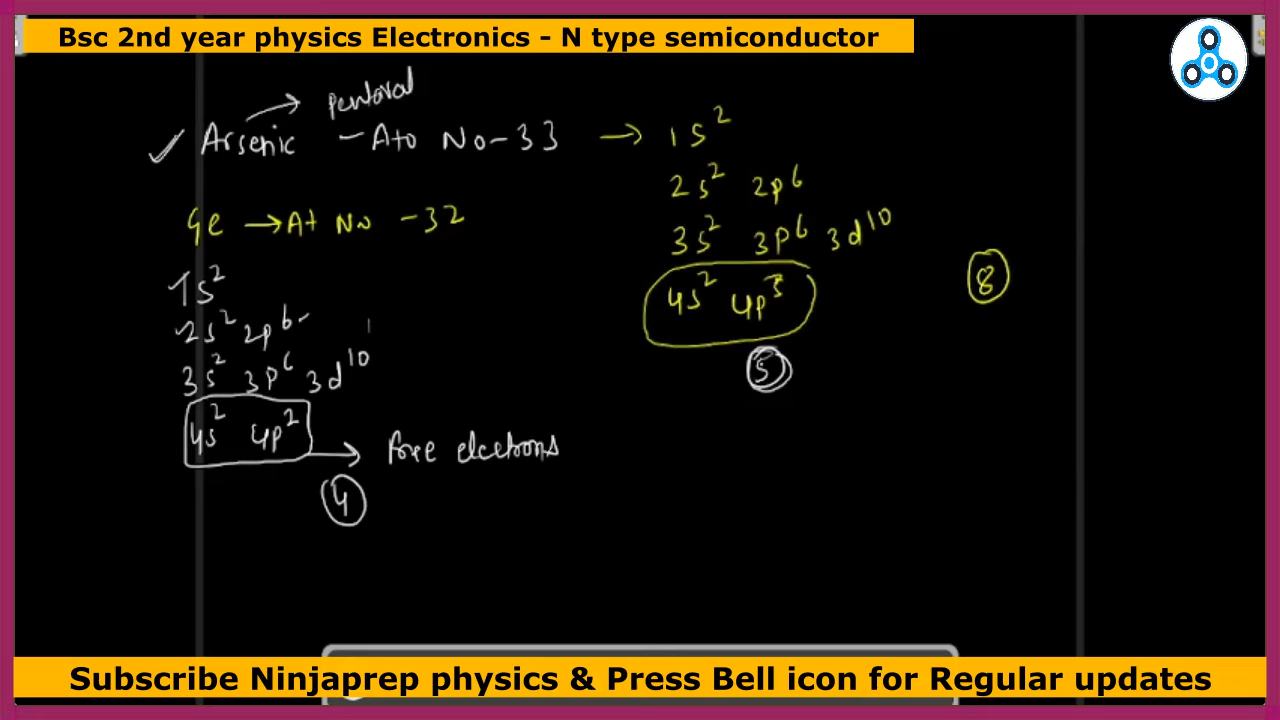 Bsc 2nd year physics Electronics - N type semiconductor
pentaval
Arsenic - Ato No - 33 → 1s²
2s² 2p⁶
3s² 3p⁶ 3d¹⁰
4s² 4p³
5
8
Ge → At No - 32
1s²
2s² 2p⁶
3s² 3p⁶ 3d¹⁰
4s² 4p² → free electrons
4
Subscribe Ninjaprep physics & Press Bell icon for Regular updates